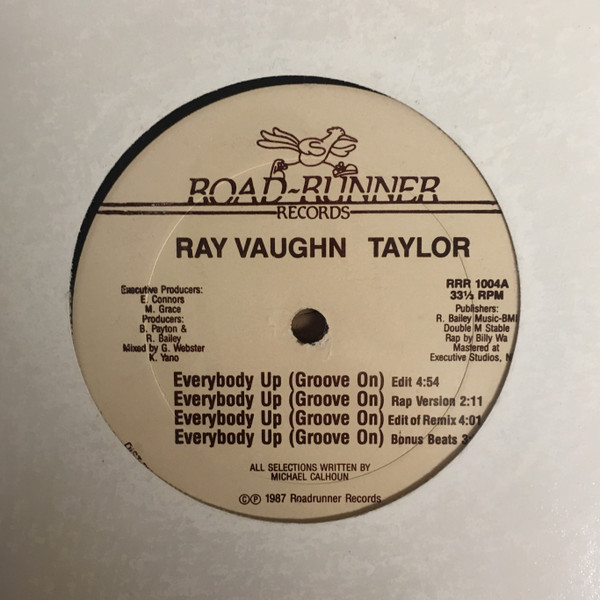 ROAD~RUNNER
RECORDS
RAY VAUGHN TAYLOR
Executive Producers:
E. Connors
M. Grace
Producers:
B. Payton &
R. Bailey
Mixed by G. Webster
K. Yano
RRR 1004A
33⅓ RPM
Publishers:
R. Bailey Music-BMI
Double M Stable
Rap by Billy Wa
Mastered at
Executive Studios, N
Everybody Up (Groove On) Edit 4:54
Everybody Up (Groove On) Rap Version 2:11
Everybody Up (Groove On) Edit of Remix 4:01
Everybody Up (Groove On) Bonus Beats 3:
ALL SELECTIONS WRITTEN BY
MICHAEL CALHOUN
©℗ 1987 Roadrunner Records